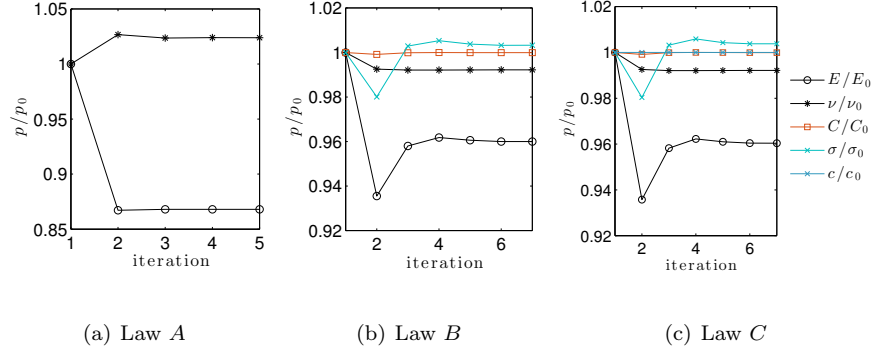 1.05
1
0.95
0.9
0.85
p/p₀
1 2 3 4 5
iteration
(a) Law A
1.02
1
0.98
0.96
0.94
0.92
p/p₀
2 4 6
iteration
(b) Law B
1.02
1
0.98
0.96
0.94
0.92
p/p₀
2 4 6
iteration
(c) Law C
E/E₀
ν/ν₀
C/C₀
σ/σ₀
c/c₀